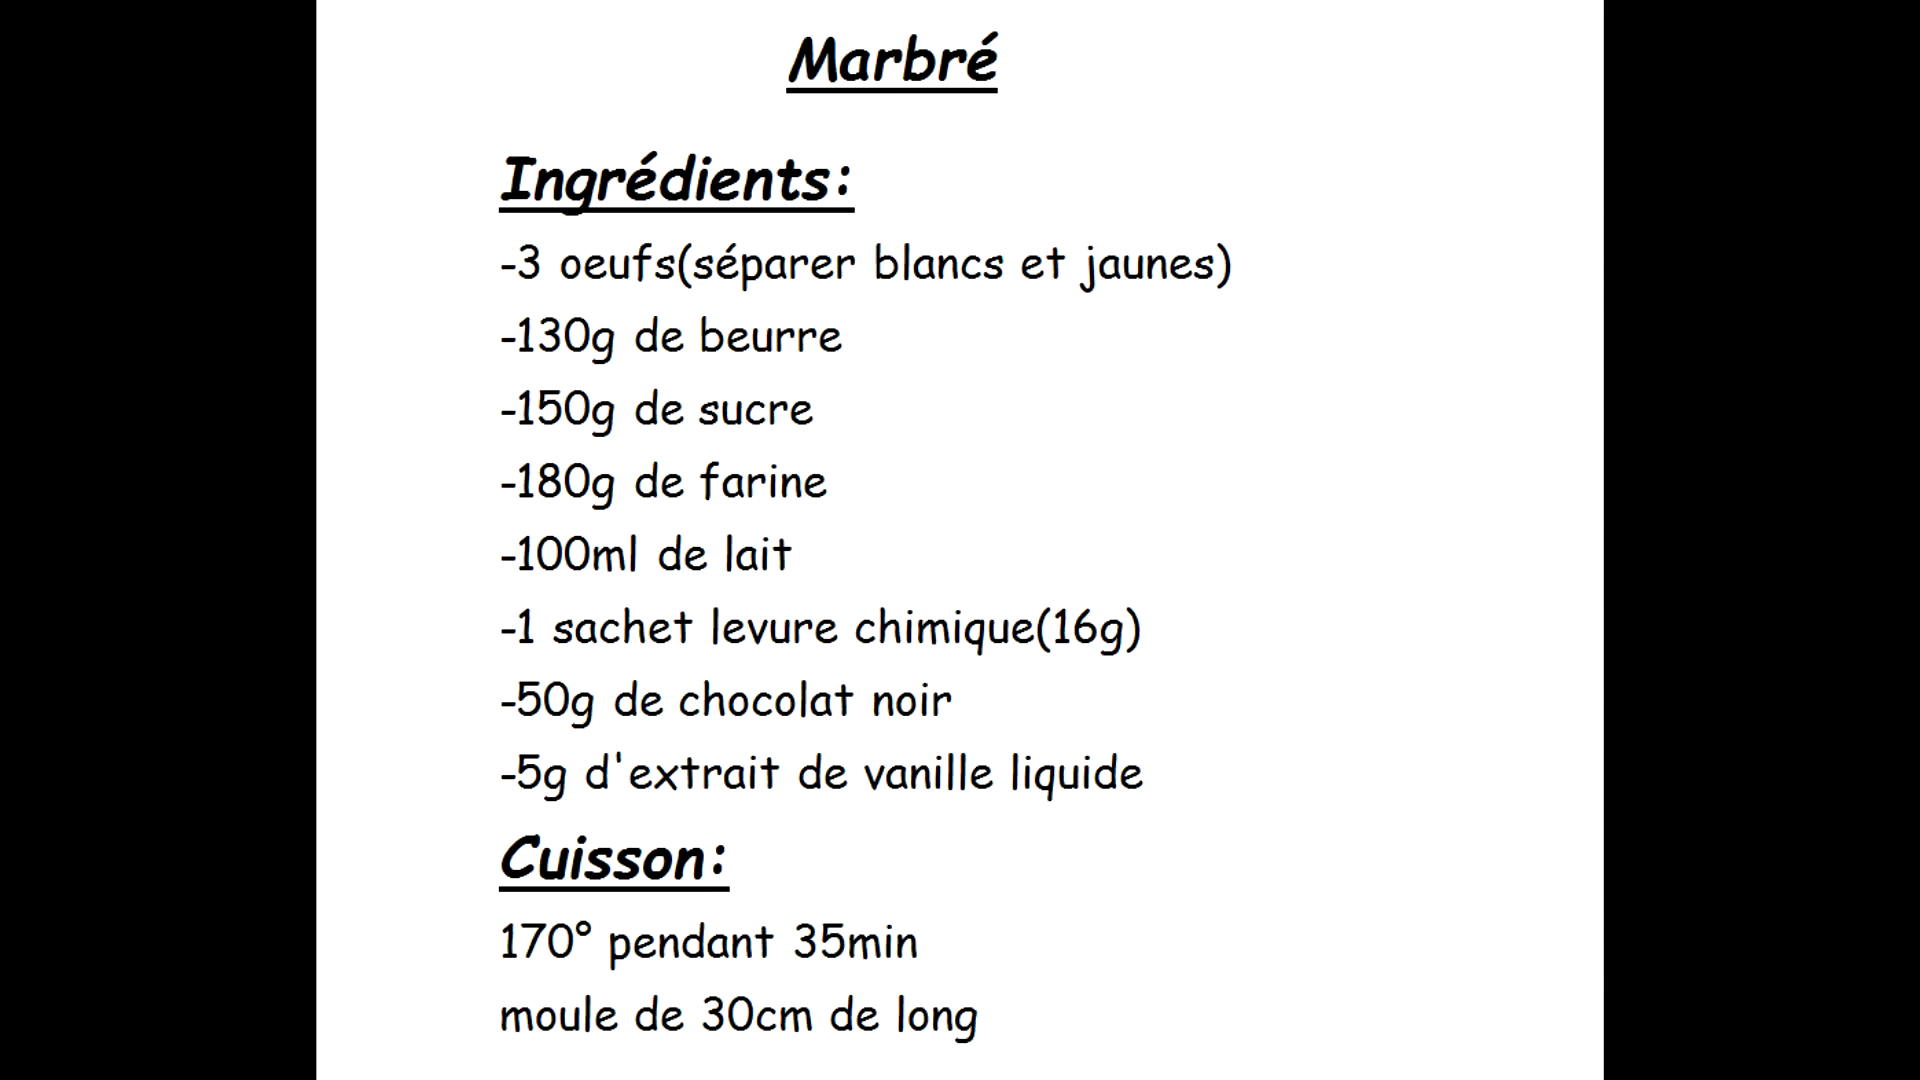 Marbré
Ingrédients:
-3 oeufs(séparer blancs et jaunes)
-130g de beurre
-150g de sucre
-180g de farine
-100ml de lait
-1 sachet levure chimique(16g)
-50g de chocolat noir
-5g d'extrait de vanille liquide
Cuisson:
170° pendant 35min
moule de 30cm de long